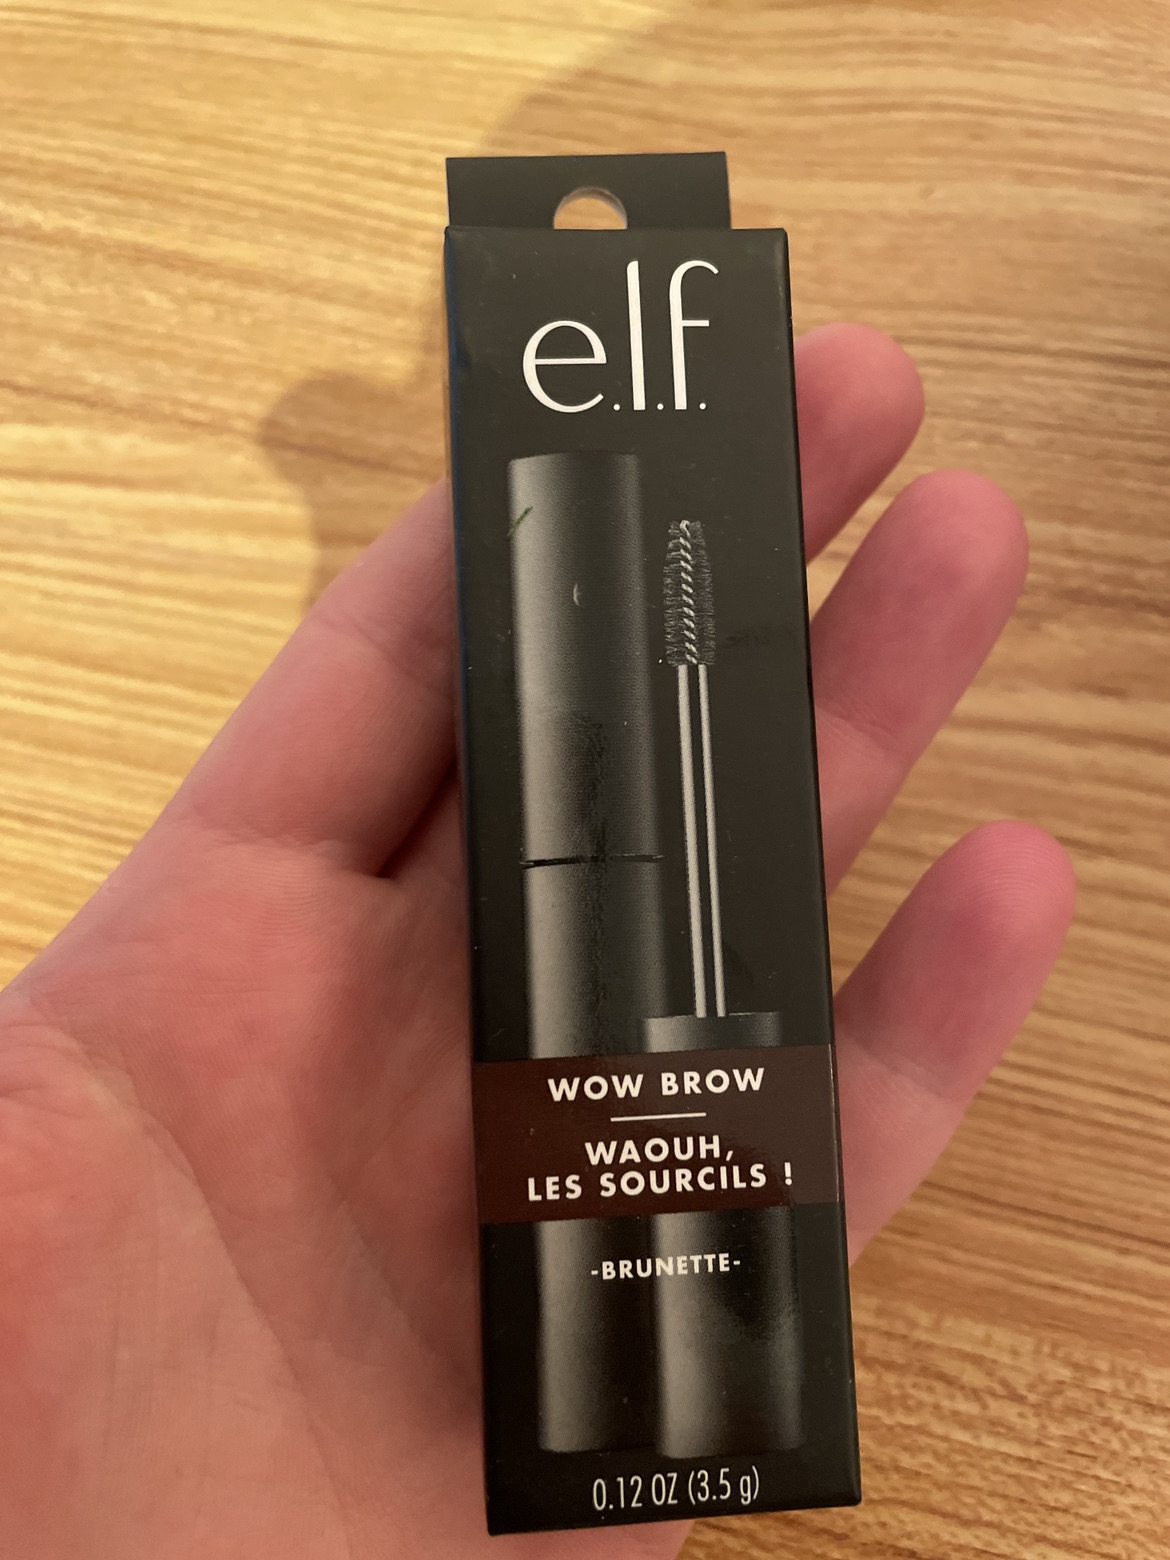 e.l.f.
WOW BROW
WAOUH,
LES SOURCILS !
-BRUNETTE-
0.12 OZ (3.5 g)